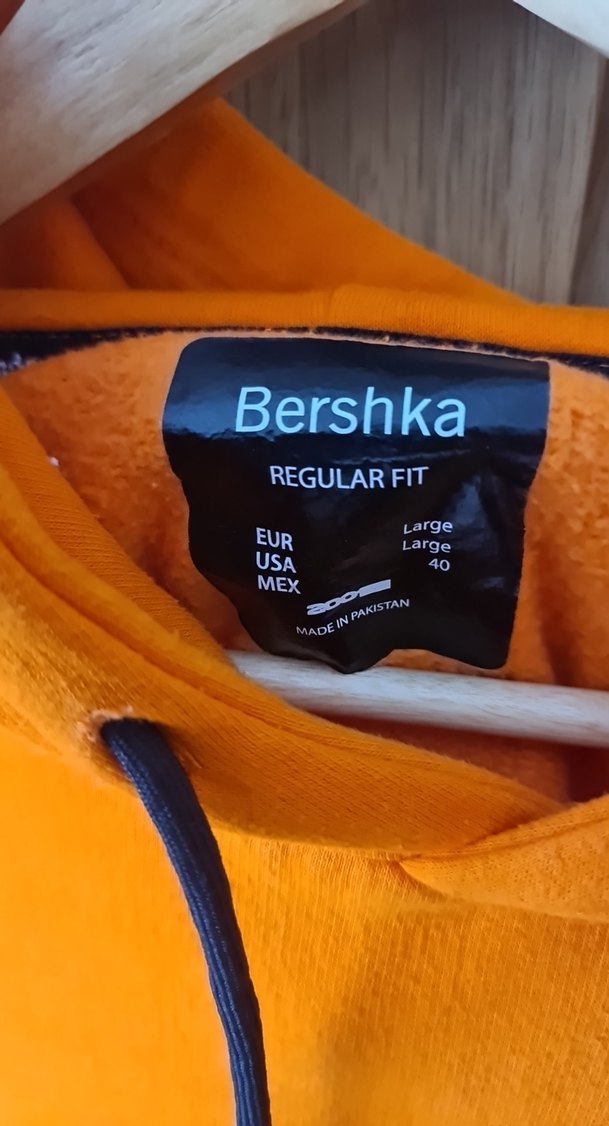 Bershka
REGULAR FIT
EUR Large
USA Large
MEX 40
MADE IN PAKISTAN